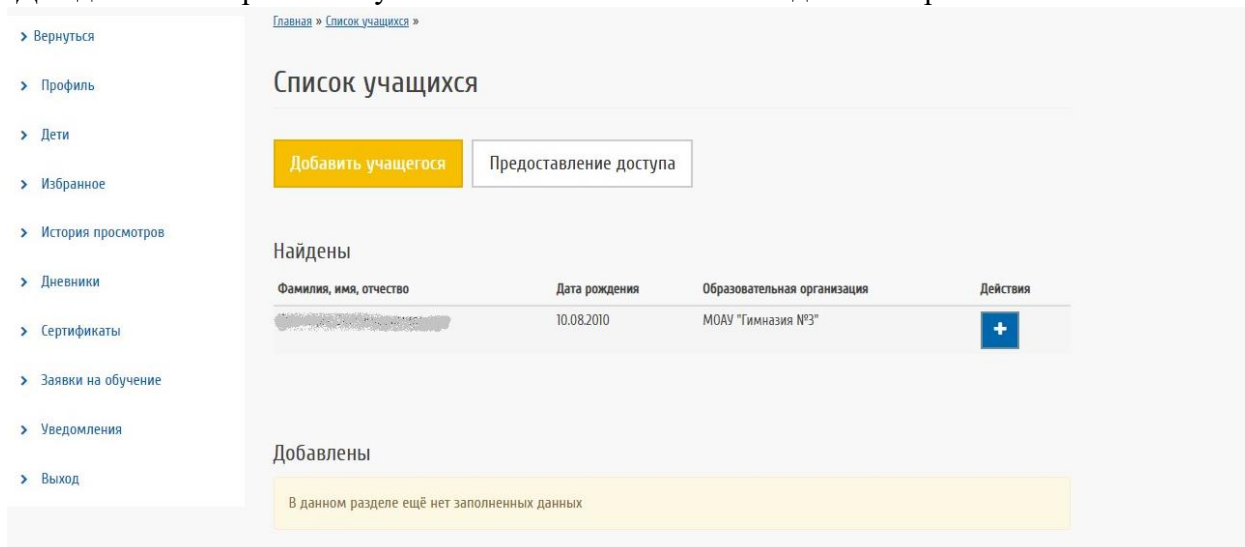 Главная » Список учащихся »
Вернуться
Профиль
Дети
Избранное
История просмотров
Дневники
Сертификаты
Заявки на обучение
Уведомления
Выход
Список учащихся
Добавить учащегося Предоставление доступа
Найдены
Фамилия, имя, отчество Дата рождения Образовательная организация Действия
10.08.2010 МОАУ "Гимназия №3"
Добавлены
В данном разделе ещё нет заполненных данных